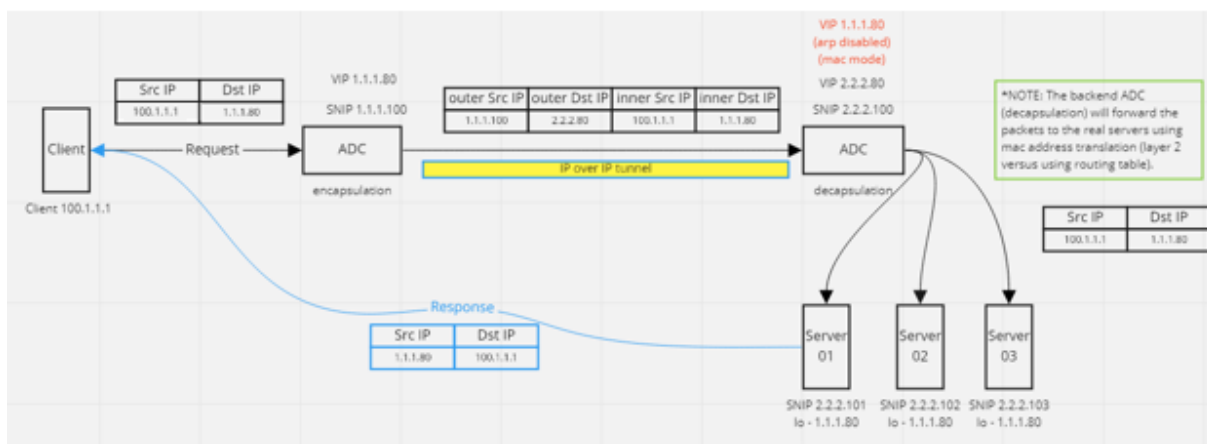 VIP 1.1.1.80
(arp disabled)
(mac mode)
VIP 1.1.1.80
VIP 2.2.2.80
Src IP Dst IP
100.1.1.1 1.1.1.80
SNIP 1.1.1.100
outer Src IP outer Dst IP inner Src IP inner Dst IP
1.1.1.100 2.2.2.80 100.1.1.1 1.1.1.80
SNIP 2.2.2.100
*NOTE: The backend ADC
(decapsulation) will forward the
packets to the real servers using
mac address translation (layer 2
versus using routing table).
Client
Request
ADC
IP over IP tunnel
ADC
encapsulation
decapsulation
Client 100.1.1.1
Src IP Dst IP
100.1.1.1 1.1.1.80
Response
Src IP Dst IP
1.1.1.80 100.1.1.1
Server
01
Server
02
Server
03
SNIP 2.2.2.101
lo - 1.1.1.80
SNIP 2.2.2.102
lo - 1.1.1.80
SNIP 2.2.2.103
lo - 1.1.1.80